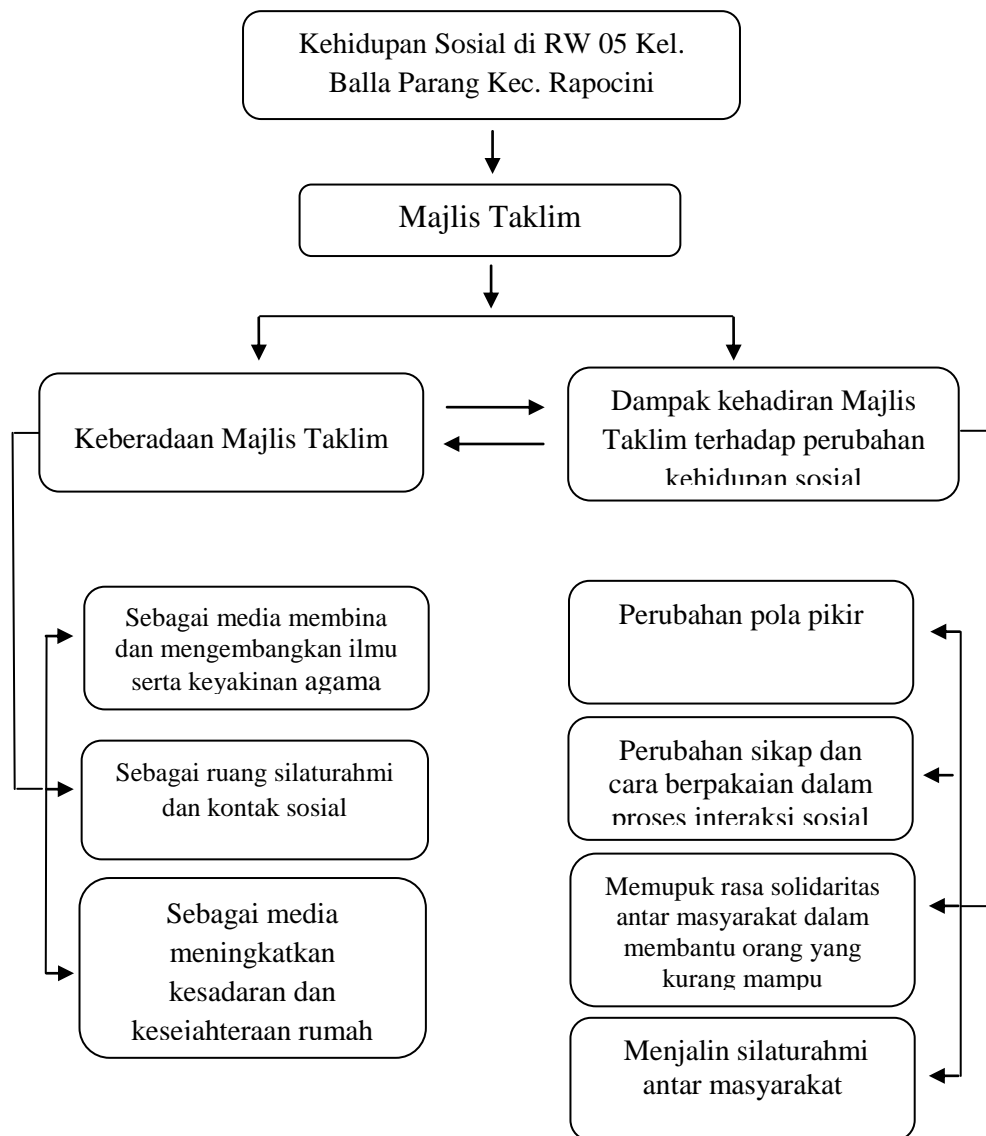 Kehidupan Sosial di RW 05 Kel.
Balla Parang Kec. Rapocini
Majlis Taklim
Keberadaan Majlis Taklim
Dampak kehadiran Majlis
Taklim terhadap perubahan
kehidupan sosial
Sebagai media membina
dan mengembangkan ilmu
serta keyakinan agama
Sebagai ruang silaturahmi
dan kontak sosial
Sebagai media
meningkatkan
kesadaran dan
kesejahteraan rumah
Perubahan pola pikir
Perubahan sikap dan
cara berpakaian dalam
proses interaksi sosial
Memupuk rasa solidaritas
antar masyarakat dalam
membantu orang yang
kurang mampu
Menjalin silaturahmi
antar masyarakat